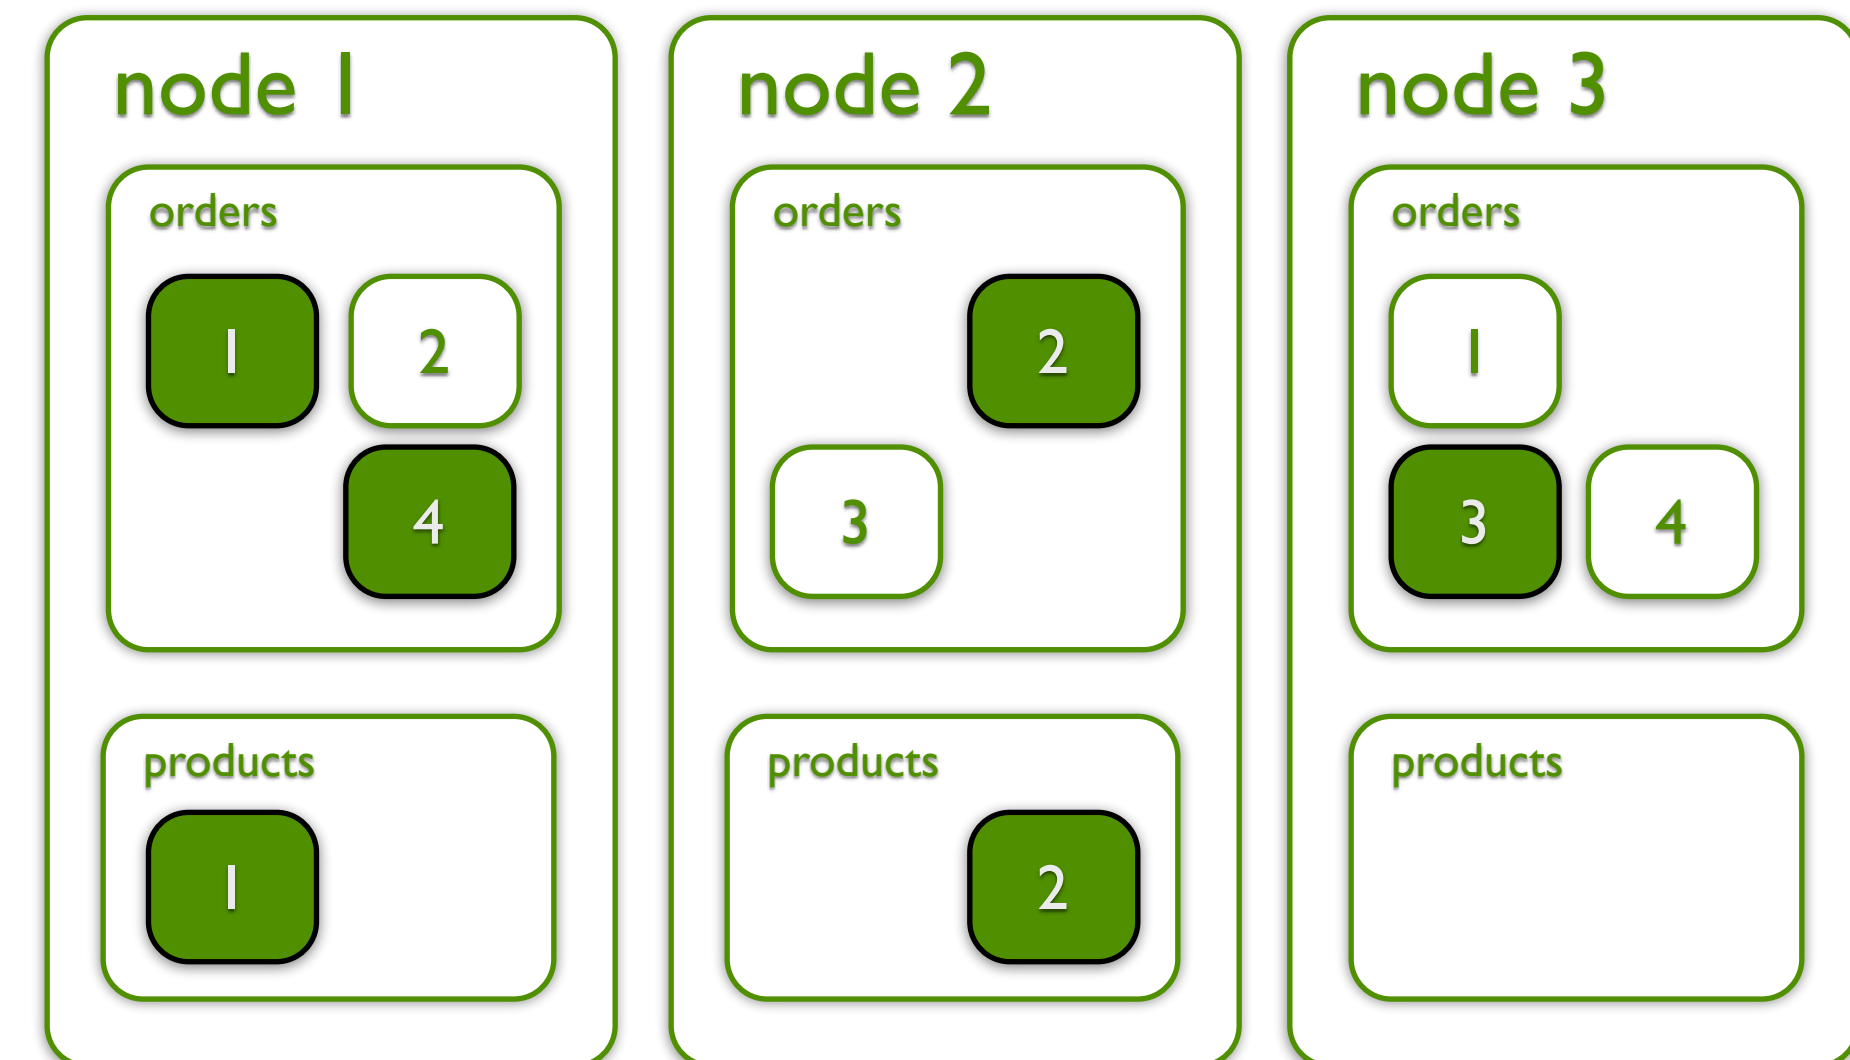 node 1
orders
1 2
4
products
1
node 2
orders
2
3
products
2
node 3
orders
1
3 4
products